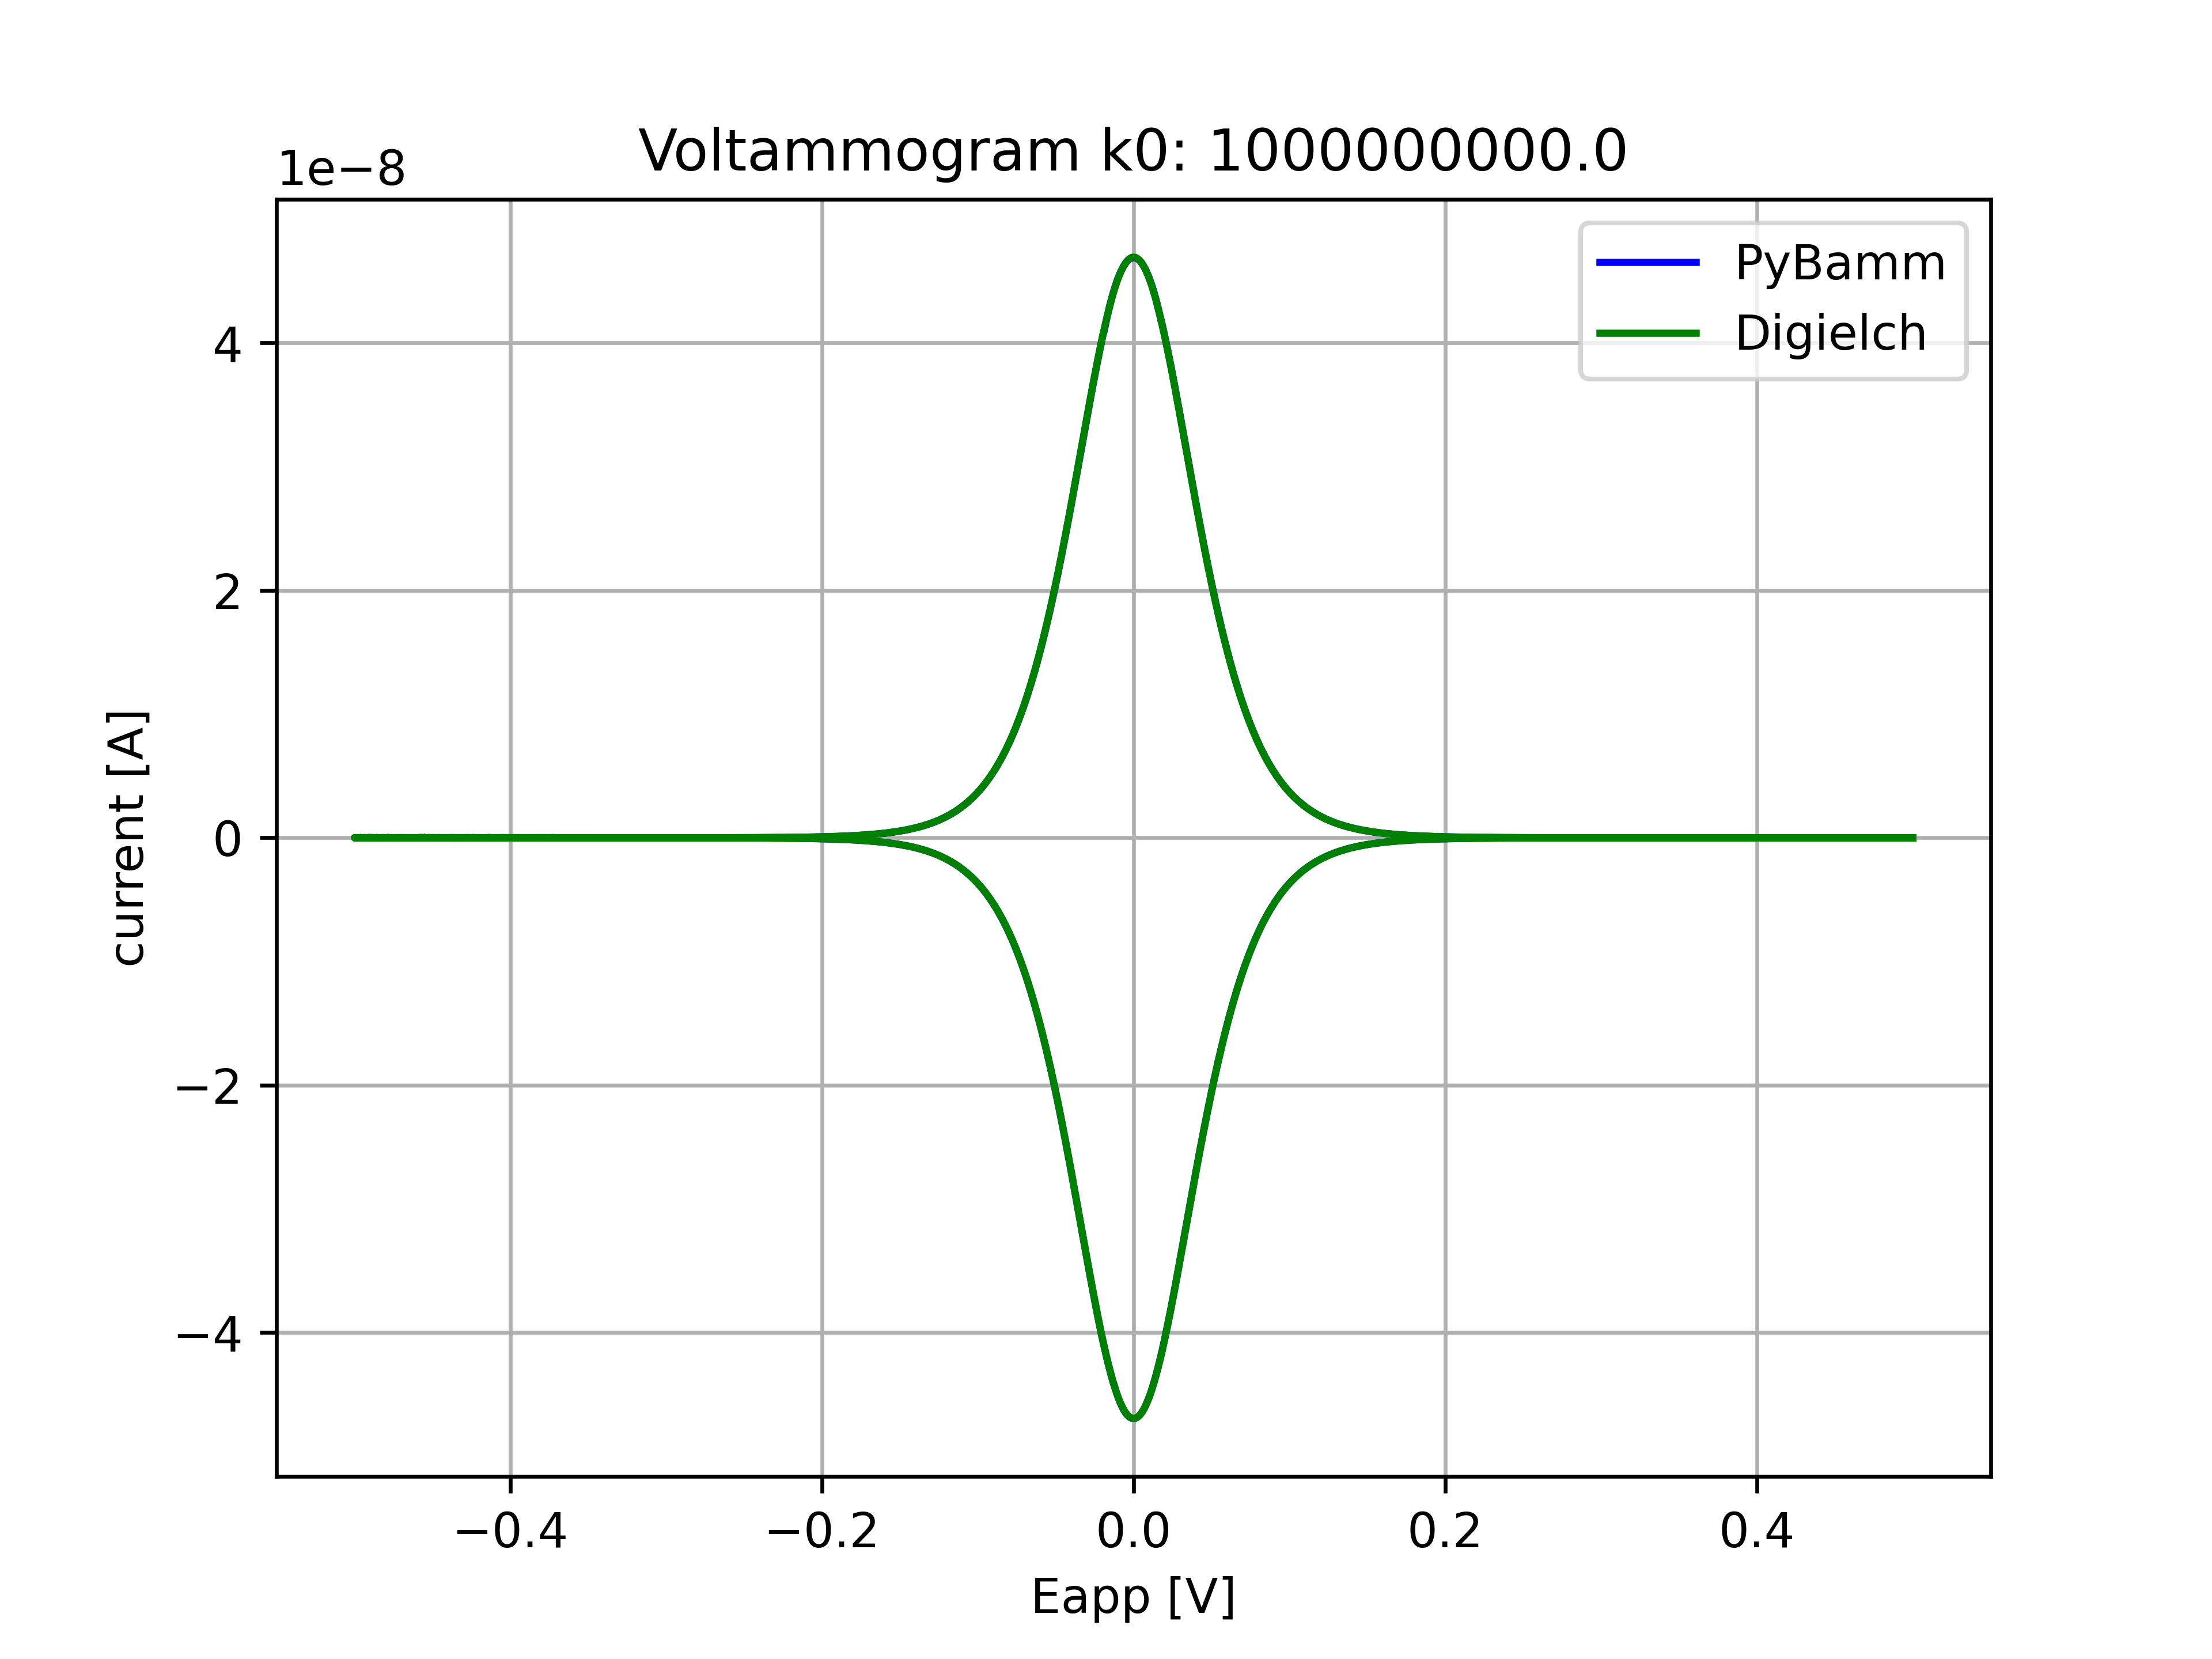 Voltammogram k0: 1000000000.0
1e−8
PyBamm
Digielch
4
2
0
−2
−4
current [A]
−0.4 −0.2 0.0 0.2 0.4
Eapp [V]